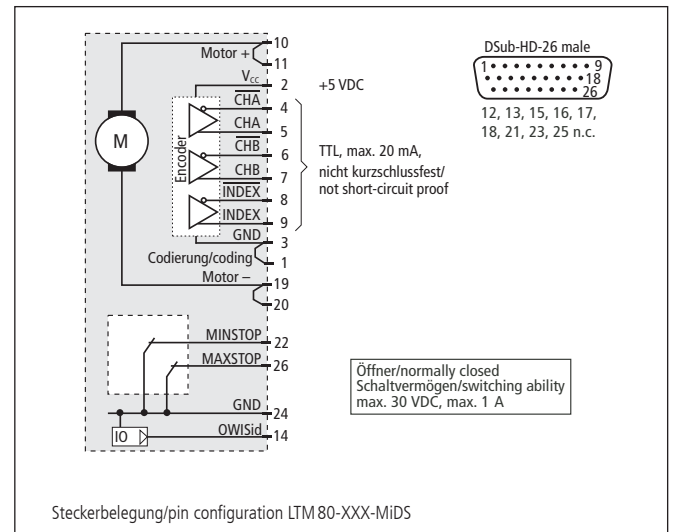 Motor + 10
11
V_CC 2 +5 VDC
C̅H̅A̅ 4
CHA 5
C̅H̅B̅ 6
CHB 7
I̅N̅D̅E̅X̅ 8
INDEX 9
GND 3
Codierung/coding 1
Motor – 19
20
M
Encoder
TTL, max. 20 mA,
nicht kurzschlussfest/
not short-circuit proof
DSub-HD-26 male
1 9
18
26
12, 13, 15, 16, 17,
18, 21, 23, 25 n.c.
MINSTOP 22
MAXSTOP 26
GND 24
IO OWISid 14
Öffner/normally closed
Schaltvermögen/switching ability
max. 30 VDC, max. 1 A
Steckerbelegung/pin configuration LTM 80-XXX-MiDS